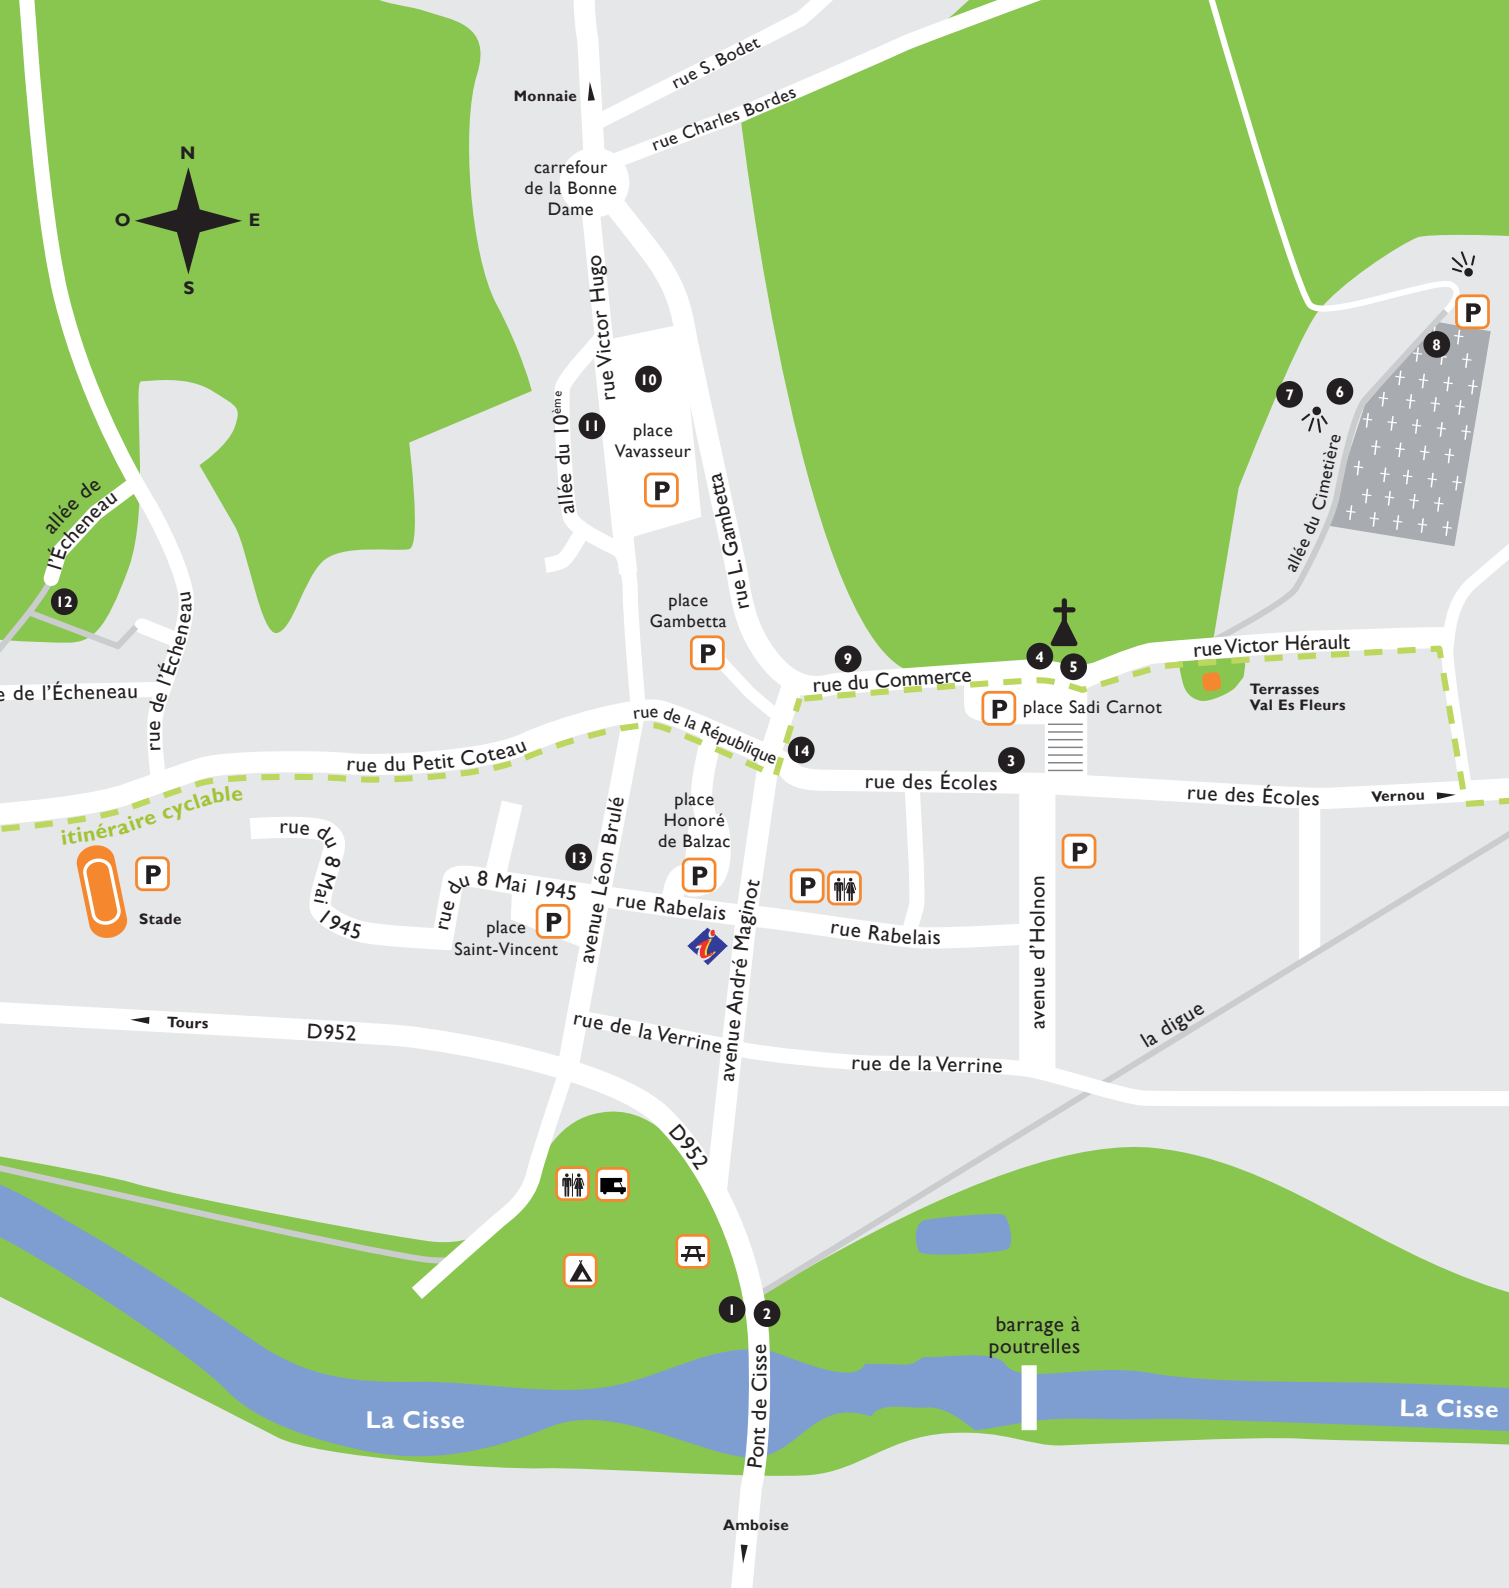 rue S. Bodet
Monnaie
rue Charles Bordes
N
O
E
S
carrefour
de la Bonne
Dame
rue Victor Hugo
P
8
7
6
10
11
place
Vavasseur
P
allée du 10ème
rue L. Gambetta
allée du Cimetière
allée de
l'Écheneau
12
rue de l'Écheneau
place
Gambetta
P
9
4
5
rue Victor Hérault
rue du Commerce
e de l'Écheneau
P
place Sadi Carnot
Terrasses
Val Es Fleurs
rue de la République
14
3
rue du Petit Coteau
rue des Écoles
rue des Écoles
Vernou
itinéraire cyclable
place
Honoré
de Balzac
P
rue du 8 Mai 1945
13
P
Stade
rue du 8 Mai 1945
place
Saint-Vincent
P
avenue Léon Brulé
rue Rabelais
i
avenue André Maginot
P
rue Rabelais
P
avenue d'Holnon
Tours
D952
rue de la Verrine
rue de la Verrine
la digue
D952
1
2
barrage à
poutrelles
Pont de Cisse
La Cisse
La Cisse
Amboise